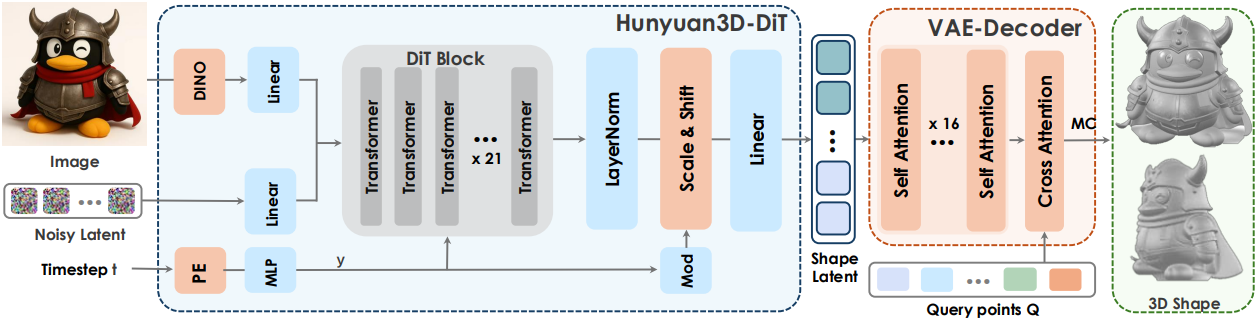 Hunyuan3D-DiT
VAE-Decoder
3D Shape
Image
DINO
Linear
DiT Block
Transformer
Transformer
Transformer
...
x 21
Transformer
LayerNorm
Scale & Shift
Linear
...
Self Attention
x 16
...
Self Attention
Cross Attention
MC
...
Noisy Latent
Linear
Timestep t
PE
MLP
y
Mod
Shape
Latent
...
Query points Q
3D Shape